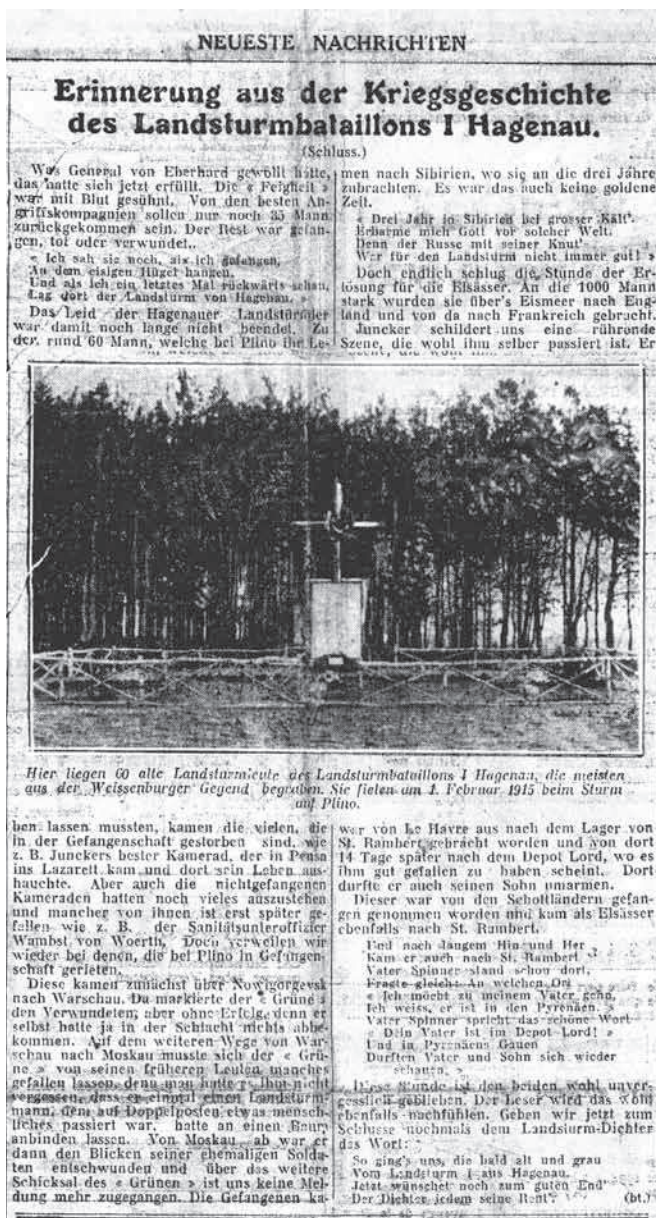 NEUESTE NACHRICHTEN
Erinnerung aus der Kriegsgeschichte
des Landsturmbataillons I Hagenau.
(Schluss.)
Was General von Eberhard gewollt hatte,
das hatte sich jetzt erfüllt. Die « Feigheit »
war mit Blut gesühnt. Von den besten An-
griffskompagnien sollen nur noch 35 Mann
zurückgekommen sein. Der Rest war gefan-
gen, tot oder verwundet..
« Ich sah sie noch, als ich gefangen,
An dem eisigen Hügel hangen.
Und als ich ein letztes Mal rückwärts schau,
Lag dort der Landsturm von Hagenau. »
Das Leid der Hagenauer Landstürmler
war damit noch lange nicht beendet. Zu
der rund 60 Mann, welche bei Plino ihr Le-
men nach Sibirien, wo sie an die drei Jahre
zubrachten. Es war das auch keine goldene
Zeit.
« Drei Jahr in Sibirien bei grosser Kält'.
Erbarme mich Gott vor solcher Welt.
Denn der Russe mit seiner Knut'
War für den Landsturm nicht immer gut! »
Doch endlich schlug die Stunde der Er-
lösung für die Elsässer. An die 1000 Mann
stark wurden sie über's Eismeer nach Eng-
land und von da nach Frankreich gebracht.
Juncker schildert uns eine rührende
Szene, die wohl ihm selber passiert ist. Er
Hier liegen 60 alte Landsturmleute des Landsturmbataillons I Hagenau, die meisten
aus der Weissenburger Gegend begraben. Sie fielen am 1. Februar 1915 beim Sturm
auf Plino.
ben lassen mussten, kamen die vielen, die
in der Gefangenschaft gestorben sind, wie
z. B. Junckers bester Kamerad, der in Pensa
ins Lazarett kam und dort sein Leben aus-
hauchte. Aber auch die nichtgefangenen
Kameraden hatten noch vieles auszustehen
und mancher von ihnen ist erst später ge-
fallen wie z. B. der Sanitätsunteroffizier
Wambst von Woerth. Doch verweilen wir
wieder bei denen, die bei Plino in Gefangen-
schaft gerieten.
Diese kamen zunächst über Nowigorgevsk
nach Warschau. Da markierte der « Grüne »
den Verwundeten, aber ohne Erfolg, denn er
selbst hatte ja in der Schlacht nichts abbe-
kommen. Auf dem weiteren Wege von War-
schau nach Moskau musste sich der « Grü-
ne » von seinen früheren Leuten manches
gefallen lassen, denn man hatte es ihm nicht
vergessen, dass er einmal einen Landsturm-
mann, dem auf Doppelposten etwas mensch-
liches passiert war, hatte an einen Baum
anbinden lassen. Von Moskau ab war er
dann den Blicken seiner ehemaligen Solda-
ten entschwunden und über das weitere
Schicksal des « Grünen » ist uns keine Mel-
dung mehr zugegangen. Die Gefangenen ka-
war von Le Havre aus nach dem Lager von
St. Rambert gebracht worden und von dort
14 Tage später nach dem Depot Lord, wo es
ihm gut gefallen zu haben scheint. Dort
durfte er auch seinen Sohn umarmen.
Dieser war von den Schottländern gefan-
gen genommen worden und kam als Elsässer
ebenfalls nach St. Rambert.
Und nach langem Hin und Her
Kam er auch nach St. Rambert
Vater Spinner stand schon dort,
Fragte gleich: An welchen Ort
« Ich möcht zu meinem Vater gehn,
Ich weiss, er ist in den Pyrenäen. »
Vater Spinner spricht das schöne Wort
« Dein Vater ist im Depot Lord! »
Und in Pyrenäens Gauen
Durften Vater und Sohn sich wieder
schauen. »
Diese Stunde ist den beiden wohl unver-
gesslich geblieben. Der Leser wird das wohl
ebenfalls nachfühlen. Geben wir jetzt zum
Schlusse nochmals dem Landsturm-Dichter
das Wort:
So ging's uns, die bald alt und grau
Vom Landsturm I aus Hagenau.
Jetzt wünschet noch zum guten End'
Der Dichter jedem seine Rent'.
(bt.)